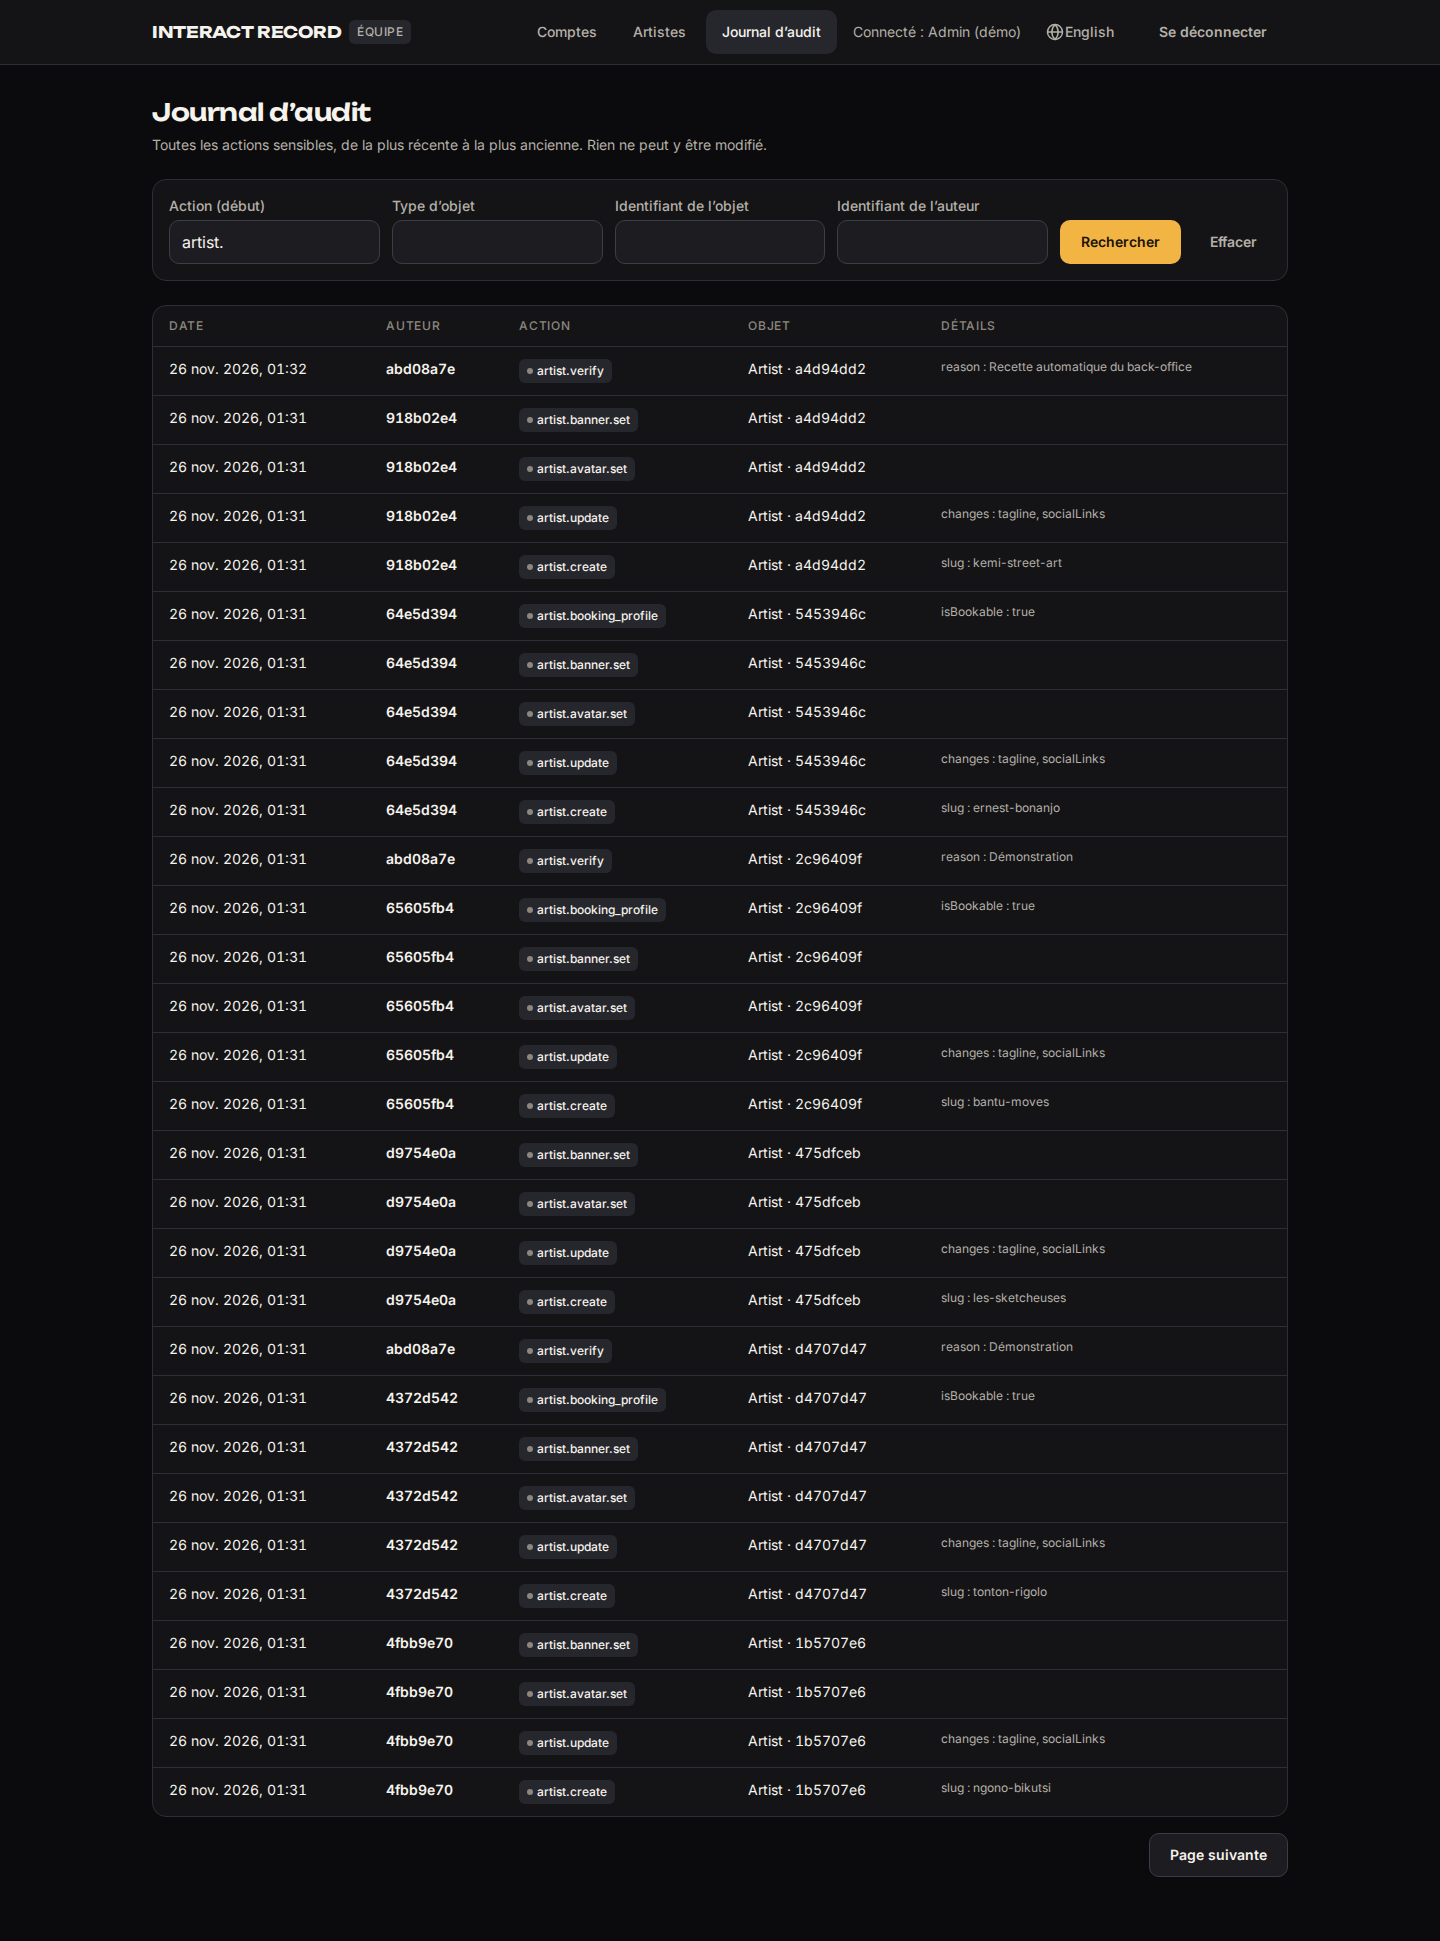 INTERACT RECORD ÉQUIPE Comptes Artistes Journal d’audit Connecté : Admin (démo) English Se déconnecter
Journal d’audit
Toutes les actions sensibles, de la plus récente à la plus ancienne. Rien ne peut y être modifié.
Action (début) Type d’objet Identifiant de l’objet Identifiant de l’auteur
artist. Rechercher Effacer
DATE AUTEUR ACTION OBJET DÉTAILS
26 nov. 2026, 01:32 abd08a7e artist.verify Artist · a4d94dd2 reason : Recette automatique du back-office
26 nov. 2026, 01:31 918b02e4 artist.banner.set Artist · a4d94dd2
26 nov. 2026, 01:31 918b02e4 artist.avatar.set Artist · a4d94dd2
26 nov. 2026, 01:31 918b02e4 artist.update Artist · a4d94dd2 changes : tagline, socialLinks
26 nov. 2026, 01:31 918b02e4 artist.create Artist · a4d94dd2 slug : kemi-street-art
26 nov. 2026, 01:31 64e5d394 artist.booking_profile Artist · 5453946c isBookable : true
26 nov. 2026, 01:31 64e5d394 artist.banner.set Artist · 5453946c
26 nov. 2026, 01:31 64e5d394 artist.avatar.set Artist · 5453946c
26 nov. 2026, 01:31 64e5d394 artist.update Artist · 5453946c changes : tagline, socialLinks
26 nov. 2026, 01:31 64e5d394 artist.create Artist · 5453946c slug : ernest-bonanjo
26 nov. 2026, 01:31 abd08a7e artist.verify Artist · 2c96409f reason : Démonstration
26 nov. 2026, 01:31 65605fb4 artist.booking_profile Artist · 2c96409f isBookable : true
26 nov. 2026, 01:31 65605fb4 artist.banner.set Artist · 2c96409f
26 nov. 2026, 01:31 65605fb4 artist.avatar.set Artist · 2c96409f
26 nov. 2026, 01:31 65605fb4 artist.update Artist · 2c96409f changes : tagline, socialLinks
26 nov. 2026, 01:31 65605fb4 artist.create Artist · 2c96409f slug : bantu-moves
26 nov. 2026, 01:31 d9754e0a artist.banner.set Artist · 475dfceb
26 nov. 2026, 01:31 d9754e0a artist.avatar.set Artist · 475dfceb
26 nov. 2026, 01:31 d9754e0a artist.update Artist · 475dfceb changes : tagline, socialLinks
26 nov. 2026, 01:31 d9754e0a artist.create Artist · 475dfceb slug : les-sketcheuses
26 nov. 2026, 01:31 abd08a7e artist.verify Artist · d4707d47 reason : Démonstration
26 nov. 2026, 01:31 4372d542 artist.booking_profile Artist · d4707d47 isBookable : true
26 nov. 2026, 01:31 4372d542 artist.banner.set Artist · d4707d47
26 nov. 2026, 01:31 4372d542 artist.avatar.set Artist · d4707d47
26 nov. 2026, 01:31 4372d542 artist.update Artist · d4707d47 changes : tagline, socialLinks
26 nov. 2026, 01:31 4372d542 artist.create Artist · d4707d47 slug : tonton-rigolo
26 nov. 2026, 01:31 4fbb9e70 artist.banner.set Artist · 1b5707e6
26 nov. 2026, 01:31 4fbb9e70 artist.avatar.set Artist · 1b5707e6
26 nov. 2026, 01:31 4fbb9e70 artist.update Artist · 1b5707e6 changes : tagline, socialLinks
26 nov. 2026, 01:31 4fbb9e70 artist.create Artist · 1b5707e6 slug : ngono-bikutsi
Page suivante